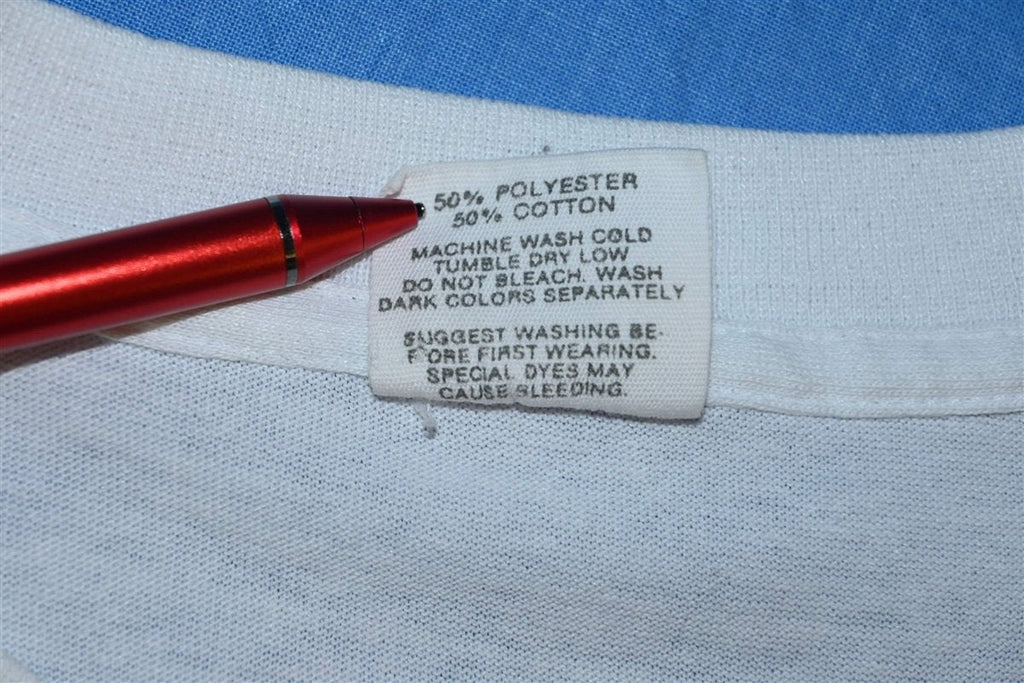 50% POLYESTER
50% COTTON
MACHINE WASH COLD
TUMBLE DRY LOW
DO NOT BLEACH. WASH
DARK COLORS SEPARATELY
SUGGEST WASHING BE-
FORE FIRST WEARING.
SPECIAL DYES MAY
CAUSE BLEEDING.